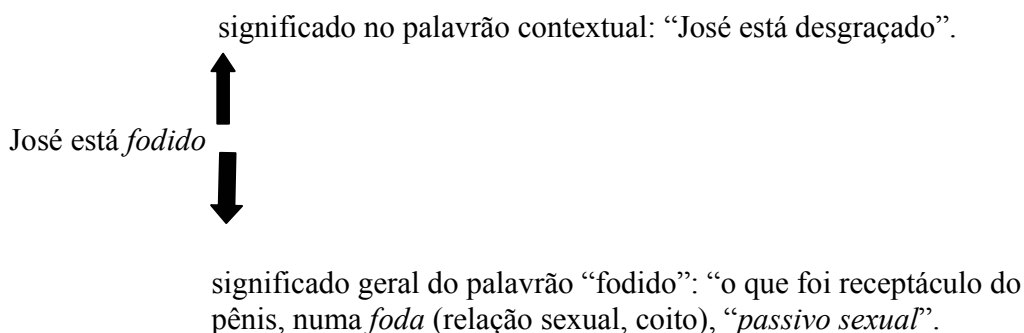 significado no palavrão contextual: “José está desgraçado”.
José está fodido
significado geral do palavrão “fodido”: “o que foi receptáculo do
pênis, numa foda (relação sexual, coito), “passivo sexual”.